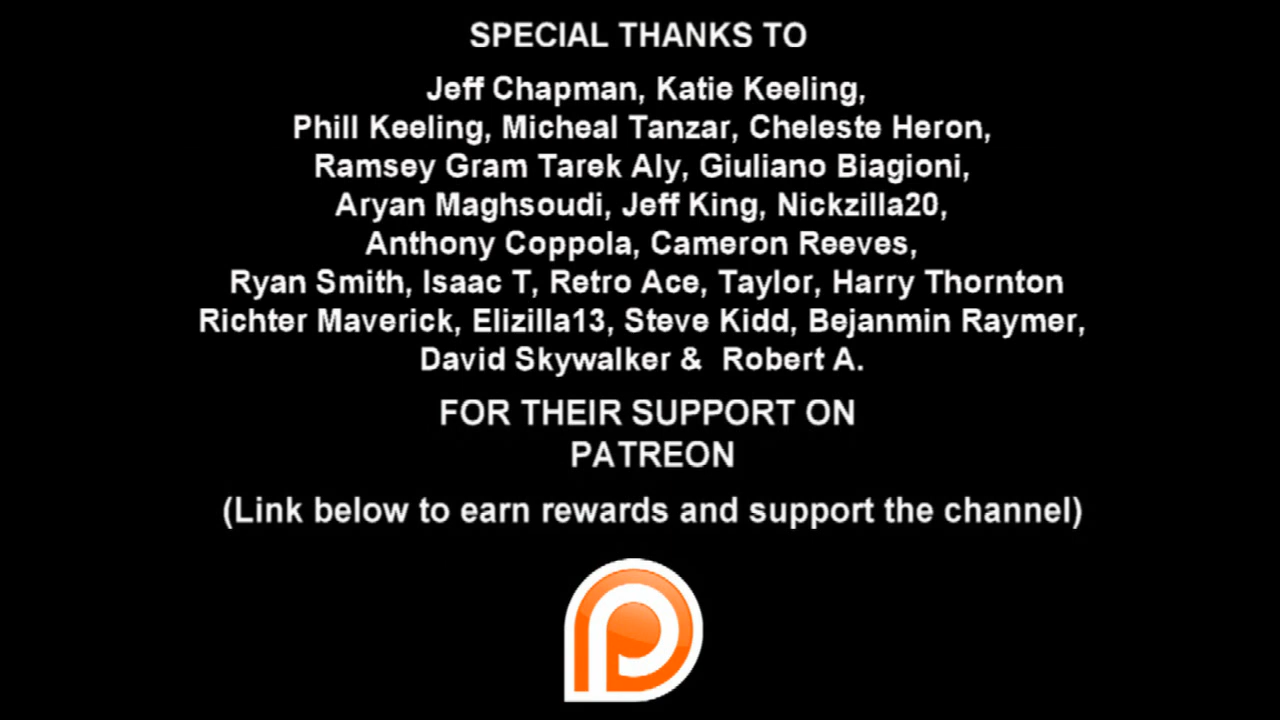 SPECIAL THANKS TO
Jeff Chapman, Katie Keeling,
Phill Keeling, Micheal Tanzar, Cheleste Heron,
Ramsey Gram Tarek Aly, Giuliano Biagioni,
Aryan Maghsoudi, Jeff King, Nickzilla20,
Anthony Coppola, Cameron Reeves,
Ryan Smith, Isaac T, Retro Ace, Taylor, Harry Thornton
Richter Maverick, Elizilla13, Steve Kidd, Bejanmin Raymer,
David Skywalker & Robert A.
FOR THEIR SUPPORT ON
PATREON
(Link below to earn rewards and support the channel)